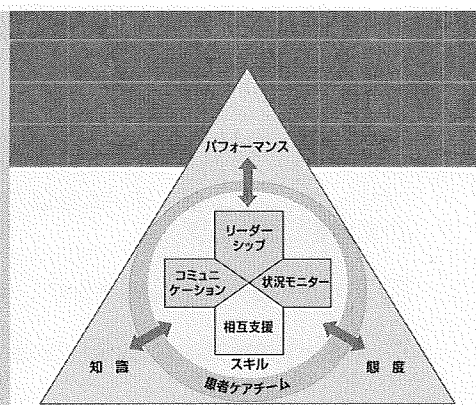 パフォーマンス
リーダー
シップ
コミュニ
ケーション
状況モニター
相互支援
スキル
知 識
態 度
患者ケアチーム